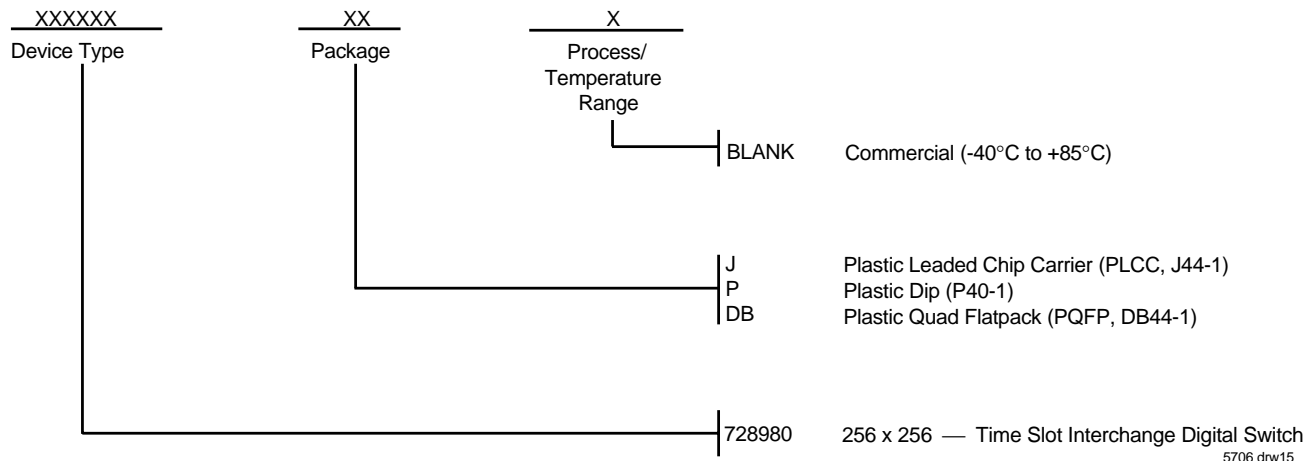 XXXXXX XX X
Device Type Package Process/
Temperature
Range
BLANK Commercial (-40°C to +85°C)
J Plastic Leaded Chip Carrier (PLCC, J44-1)
P Plastic Dip (P40-1)
DB Plastic Quad Flatpack (PQFP, DB44-1)
728980 256 x 256 — Time Slot Interchange Digital Switch
5706 drw15